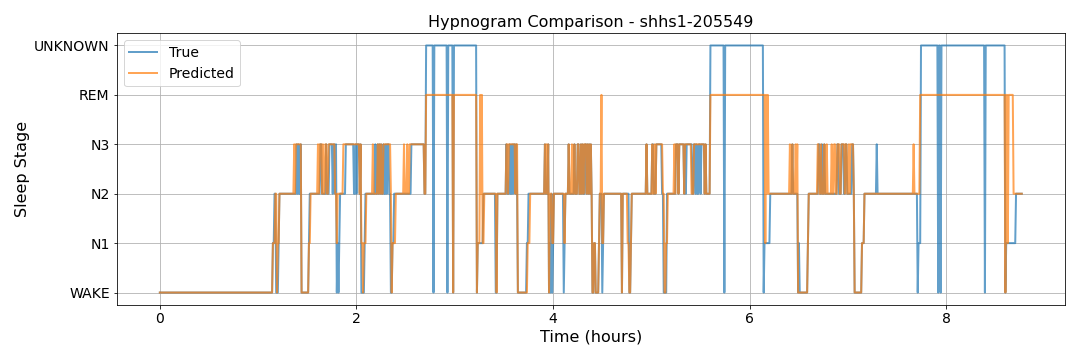 Hypnogram Comparison - shhs1-205549
True
Predicted
Sleep Stage
UNKNOWN
REM
N3
N2
N1
WAKE
0 2 4 6 8
Time (hours)